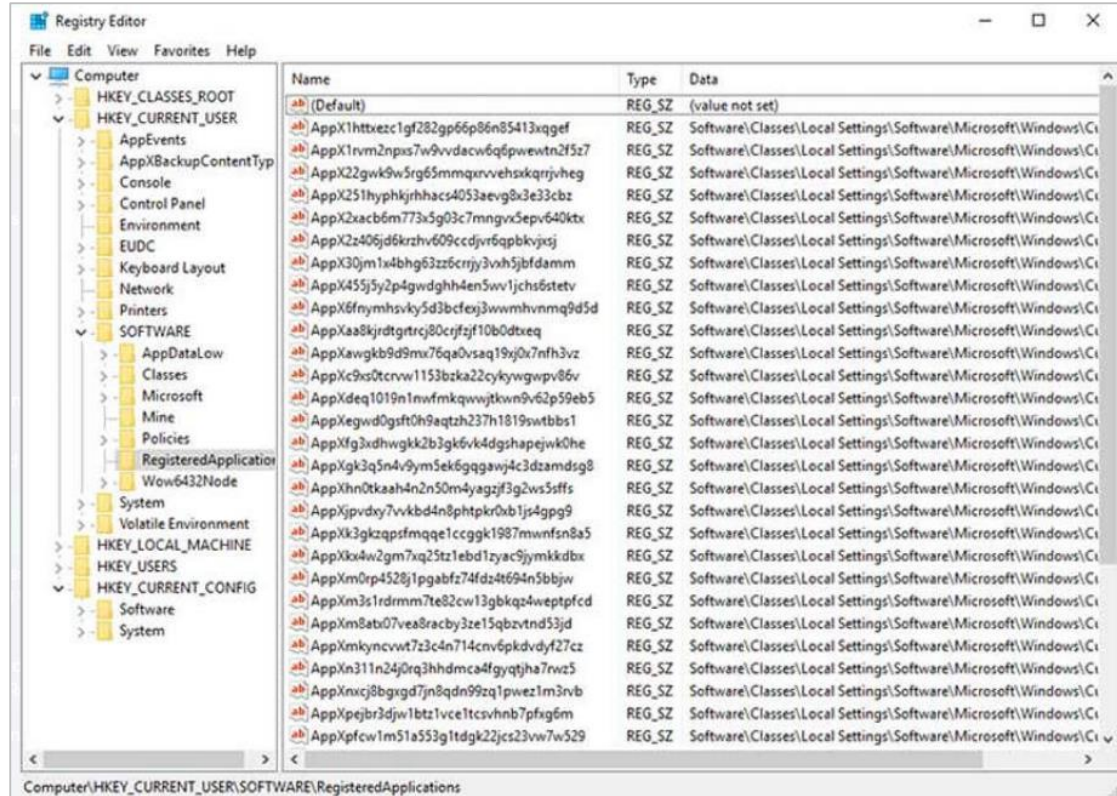 Registry Editor
File Edit View Favorites Help
Computer
HKEY_CLASSES_ROOT
HKEY_CURRENT_USER
AppEvents
AppXBackupContentTyp
Console
Control Panel
Environment
EUDC
Keyboard Layout
Network
Printers
SOFTWARE
AppDataLow
Classes
Microsoft
Mine
Policies
RegisteredApplication
Wow6432Node
System
Volatile Environment
HKEY_LOCAL_MACHINE
HKEY_USERS
HKEY_CURRENT_CONFIG
Software
System
Name Type Data
(Default) REG_SZ (value not set)
AppX1httxezc1gf282gp66p86n85413xqgef REG_SZ Software\Classes\Local Settings\Software\Microsoft\Windows\Cu
AppX1rvm2npxs7w9vvdacw6q6pwewtn2f5z7 REG_SZ Software\Classes\Local Settings\Software\Microsoft\Windows\Cu
AppX22gwk9w5rg65mmqxrvvehsxkqrrjvheg REG_SZ Software\Classes\Local Settings\Software\Microsoft\Windows\Cu
AppX251hyphkjrhhacs4053aevg8x3e33cbz REG_SZ Software\Classes\Local Settings\Software\Microsoft\Windows\Cu
AppX2xacb6m773x5g03c7mngvx5epv640ktx REG_SZ Software\Classes\Local Settings\Software\Microsoft\Windows\Cu
AppX2z406jd6krzhv609ccdjvr6qpbkvjxsj REG_SZ Software\Classes\Local Settings\Software\Microsoft\Windows\Cu
AppX30jm1x4bhg63zz6crrjy3vxh5jbfdamm REG_SZ Software\Classes\Local Settings\Software\Microsoft\Windows\Cu
AppX455j5y2p4gwdghh4en5wv1jchs6stetv REG_SZ Software\Classes\Local Settings\Software\Microsoft\Windows\Cu
AppX6fnymhsvky5d3bcfexj3wwmhvnmq9d5d REG_SZ Software\Classes\Local Settings\Software\Microsoft\Windows\Cu
AppXaa8kjrdtgrtrcj80crjfzjf10b0dtxeq REG_SZ Software\Classes\Local Settings\Software\Microsoft\Windows\Cu
AppXawgkb9d9mx76qa0vsaq19xj0x7nfh3vz REG_SZ Software\Classes\Local Settings\Software\Microsoft\Windows\Cu
AppXc9xs0tcrvw1153bzka22cykywgwpv86v REG_SZ Software\Classes\Local Settings\Software\Microsoft\Windows\Cu
AppXdeq1019n1nwfmkqwwjtkwn9v62p59eb5 REG_SZ Software\Classes\Local Settings\Software\Microsoft\Windows\Cu
AppXegwd0gsft0h9aqtzh237h1819swtbbs1 REG_SZ Software\Classes\Local Settings\Software\Microsoft\Windows\Cu
AppXfg3xdhwgkk2b3gk6vk4dgshapejwk0he REG_SZ Software\Classes\Local Settings\Software\Microsoft\Windows\Cu
AppXgk3q5n4v9ym5ek6gqgawj4c3dzamdsg8 REG_SZ Software\Classes\Local Settings\Software\Microsoft\Windows\Cu
AppXhn0tkaah4n2n50m4yagzjf3g2ws5sffs REG_SZ Software\Classes\Local Settings\Software\Microsoft\Windows\Cu
AppXjpvdxy7vvkbd4n8phtpkr0xb1js4gpg9 REG_SZ Software\Classes\Local Settings\Software\Microsoft\Windows\Cu
AppXk3gkzqpsfmqqe1ccggk1987mwnfsn8a5 REG_SZ Software\Classes\Local Settings\Software\Microsoft\Windows\Cu
AppXkx4w2gm7xq25tz1ebd1zyac9jymkkdbx REG_SZ Software\Classes\Local Settings\Software\Microsoft\Windows\Cu
AppXm0rp4528j1pgabfz74fdz4t694n5bbjw REG_SZ Software\Classes\Local Settings\Software\Microsoft\Windows\Cu
AppXm3s1rdrmm7te82cw13gbkqz4weptpfcd REG_SZ Software\Classes\Local Settings\Software\Microsoft\Windows\Cu
AppXm8atx07vea8racby3ze15qbzvtnd53jd REG_SZ Software\Classes\Local Settings\Software\Microsoft\Windows\Cu
AppXmkyncvwt7z3c4n714cnv6pkdvdyf27cz REG_SZ Software\Classes\Local Settings\Software\Microsoft\Windows\Cu
AppXn311n24j0rq3hhdmca4fgyqtjha7rwz5 REG_SZ Software\Classes\Local Settings\Software\Microsoft\Windows\Cu
AppXnxcj8bgxgd7jn8qdn99zq1pwez1m3rvb REG_SZ Software\Classes\Local Settings\Software\Microsoft\Windows\Cu
AppXpejbr3djw1btz1vce1tcsvhnb7pfxg6m REG_SZ Software\Classes\Local Settings\Software\Microsoft\Windows\Cu
AppXpfcw1m51a553g1tdgk22jcs23vw7w529 REG_SZ Software\Classes\Local Settings\Software\Microsoft\Windows\Cu
Computer\HKEY_CURRENT_USER\SOFTWARE\RegisteredApplications